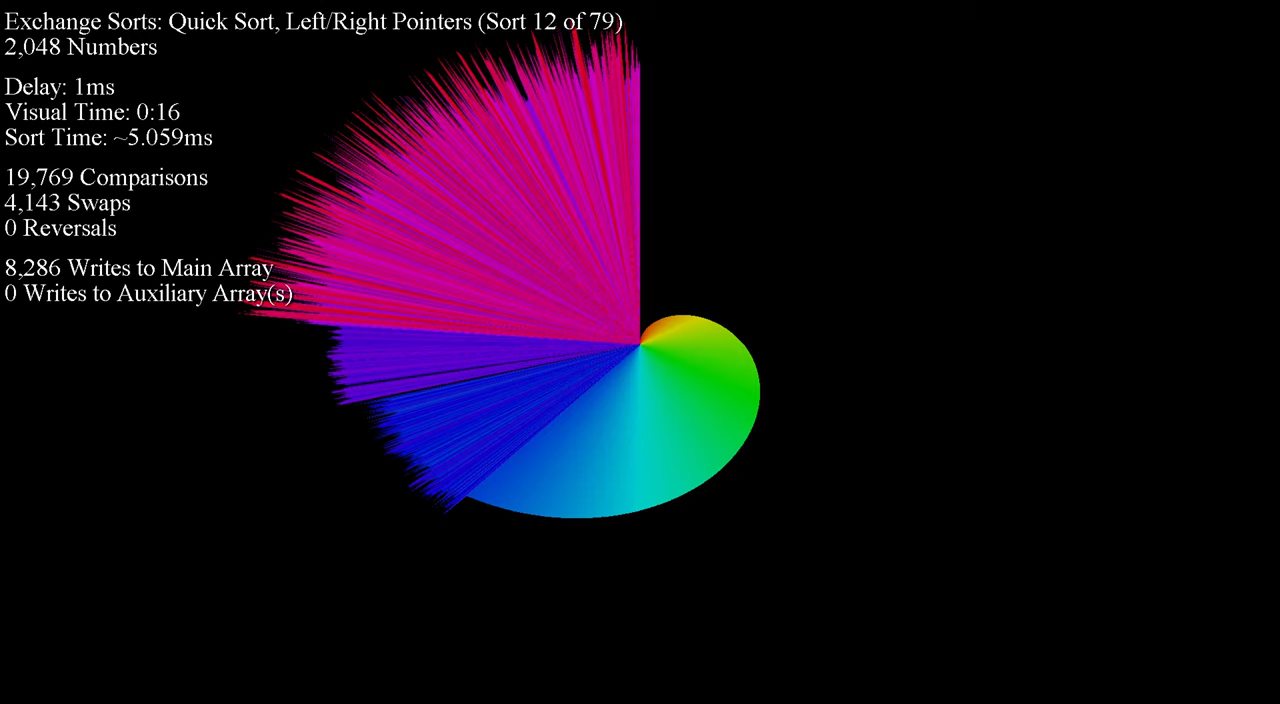 Exchange Sorts: Quick Sort, Left/Right Pointers (Sort 12 of 79)
2,048 Numbers
Delay: 1ms
Visual Time: 0:16
Sort Time: ~5.059ms
19,769 Comparisons
4,143 Swaps
0 Reversals
8,286 Writes to Main Array
0 Writes to Auxiliary Array(s)